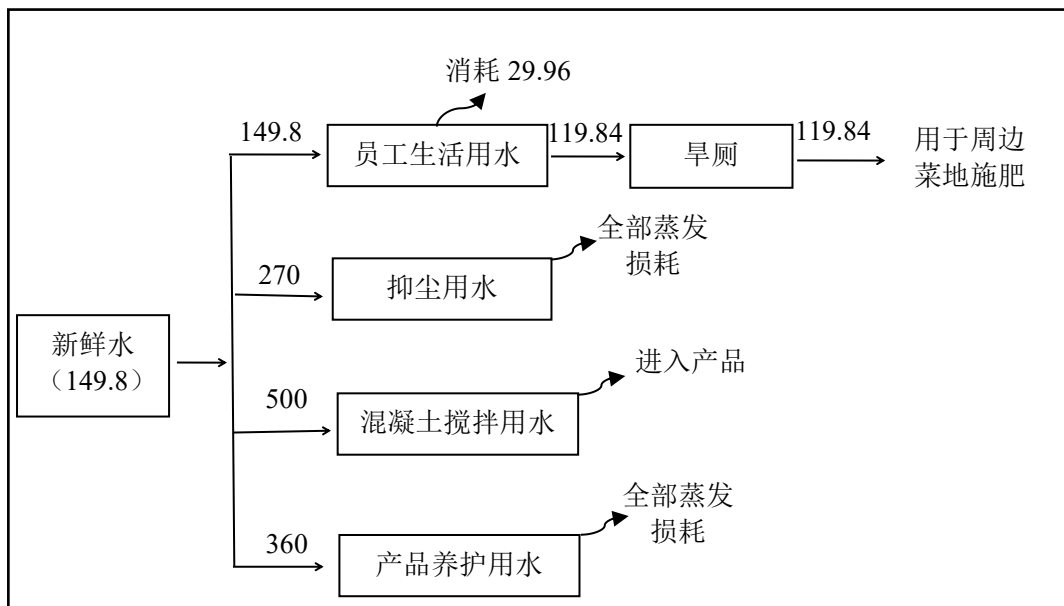 消耗 29.96
149.8
员工生活用水
119.84
旱厕
119.84
用于周边
菜地施肥
270
抑尘用水
全部蒸发
损耗
新鲜水
（149.8）
500
混凝土搅拌用水
进入产品
360
产品养护用水
全部蒸发
损耗